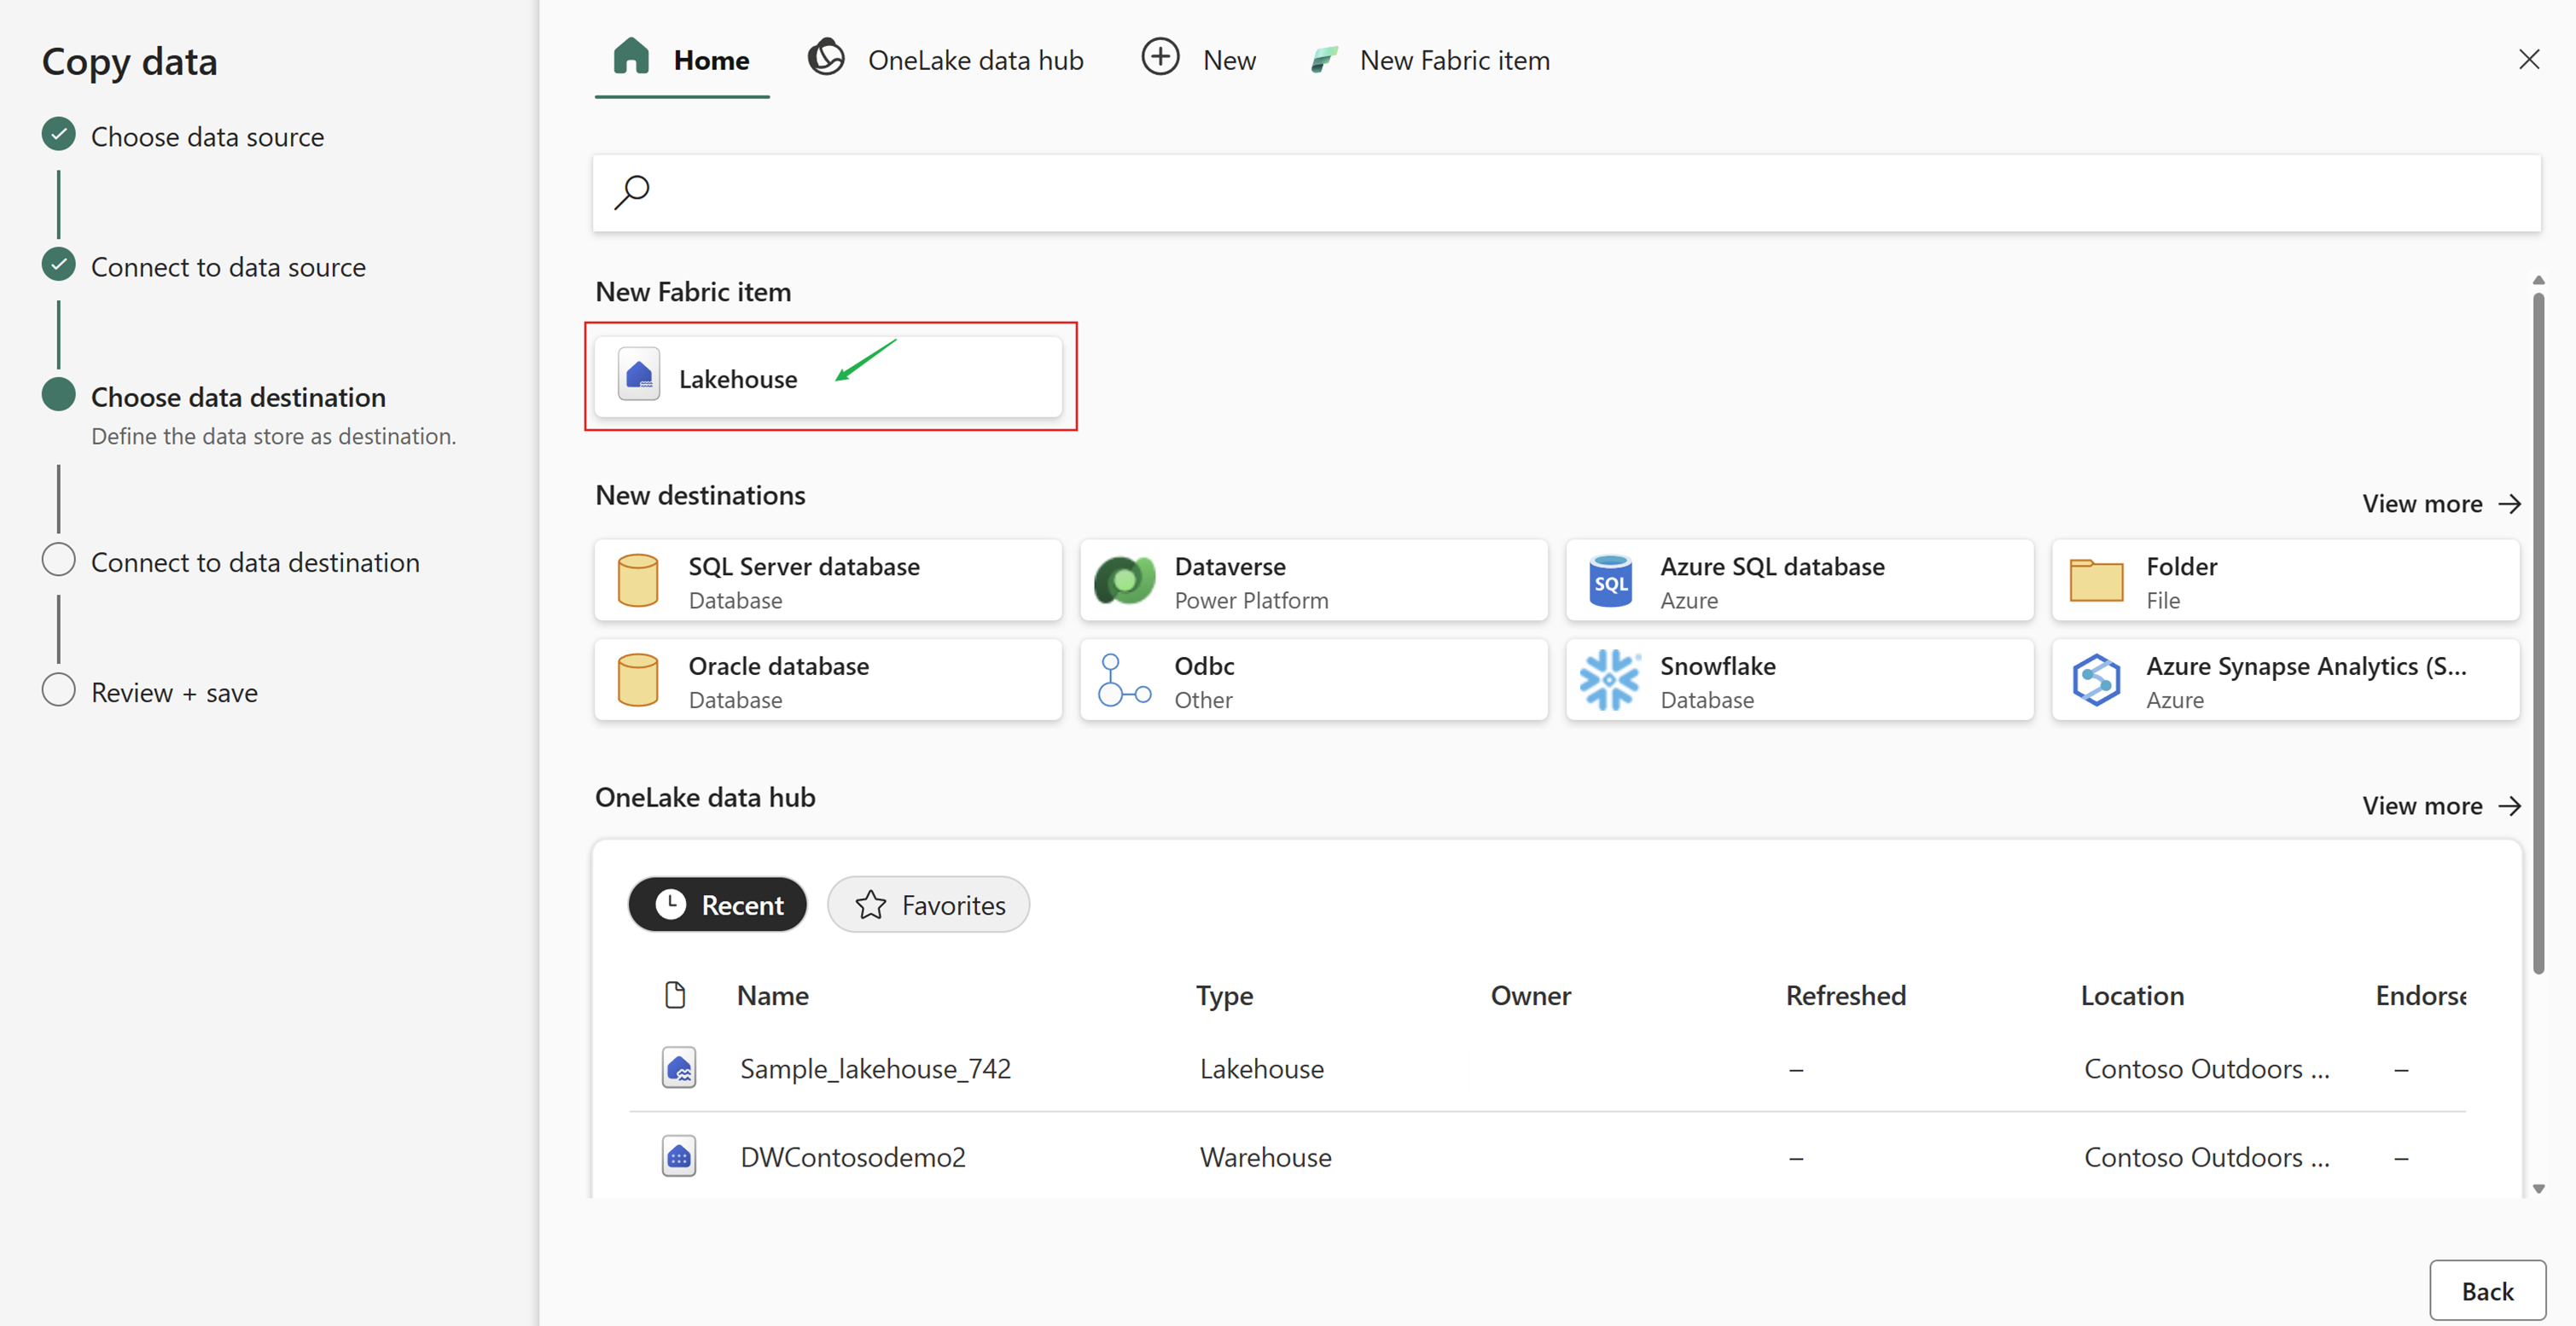 Copy data
Choose data source
Connect to data source
Choose data destination
Define the data store as destination.
Connect to data destination
Review + save
Home
OneLake data hub
New
New Fabric item
New Fabric item
Lakehouse
New destinations
View more
SQL Server database
Database
Dataverse
Power Platform
Azure SQL database
Azure
SQL
Folder
File
Oracle database
Database
Odbc
Other
Snowflake
Database
Azure Synapse Analytics (S...
Azure
OneLake data hub
View more
Recent
Favorites
Name Type Owner Refreshed Location Endorse
Sample_lakehouse_742 Lakehouse – Contoso Outdoors ... –
DWContosodemo2 Warehouse – Contoso Outdoors ... –
Back